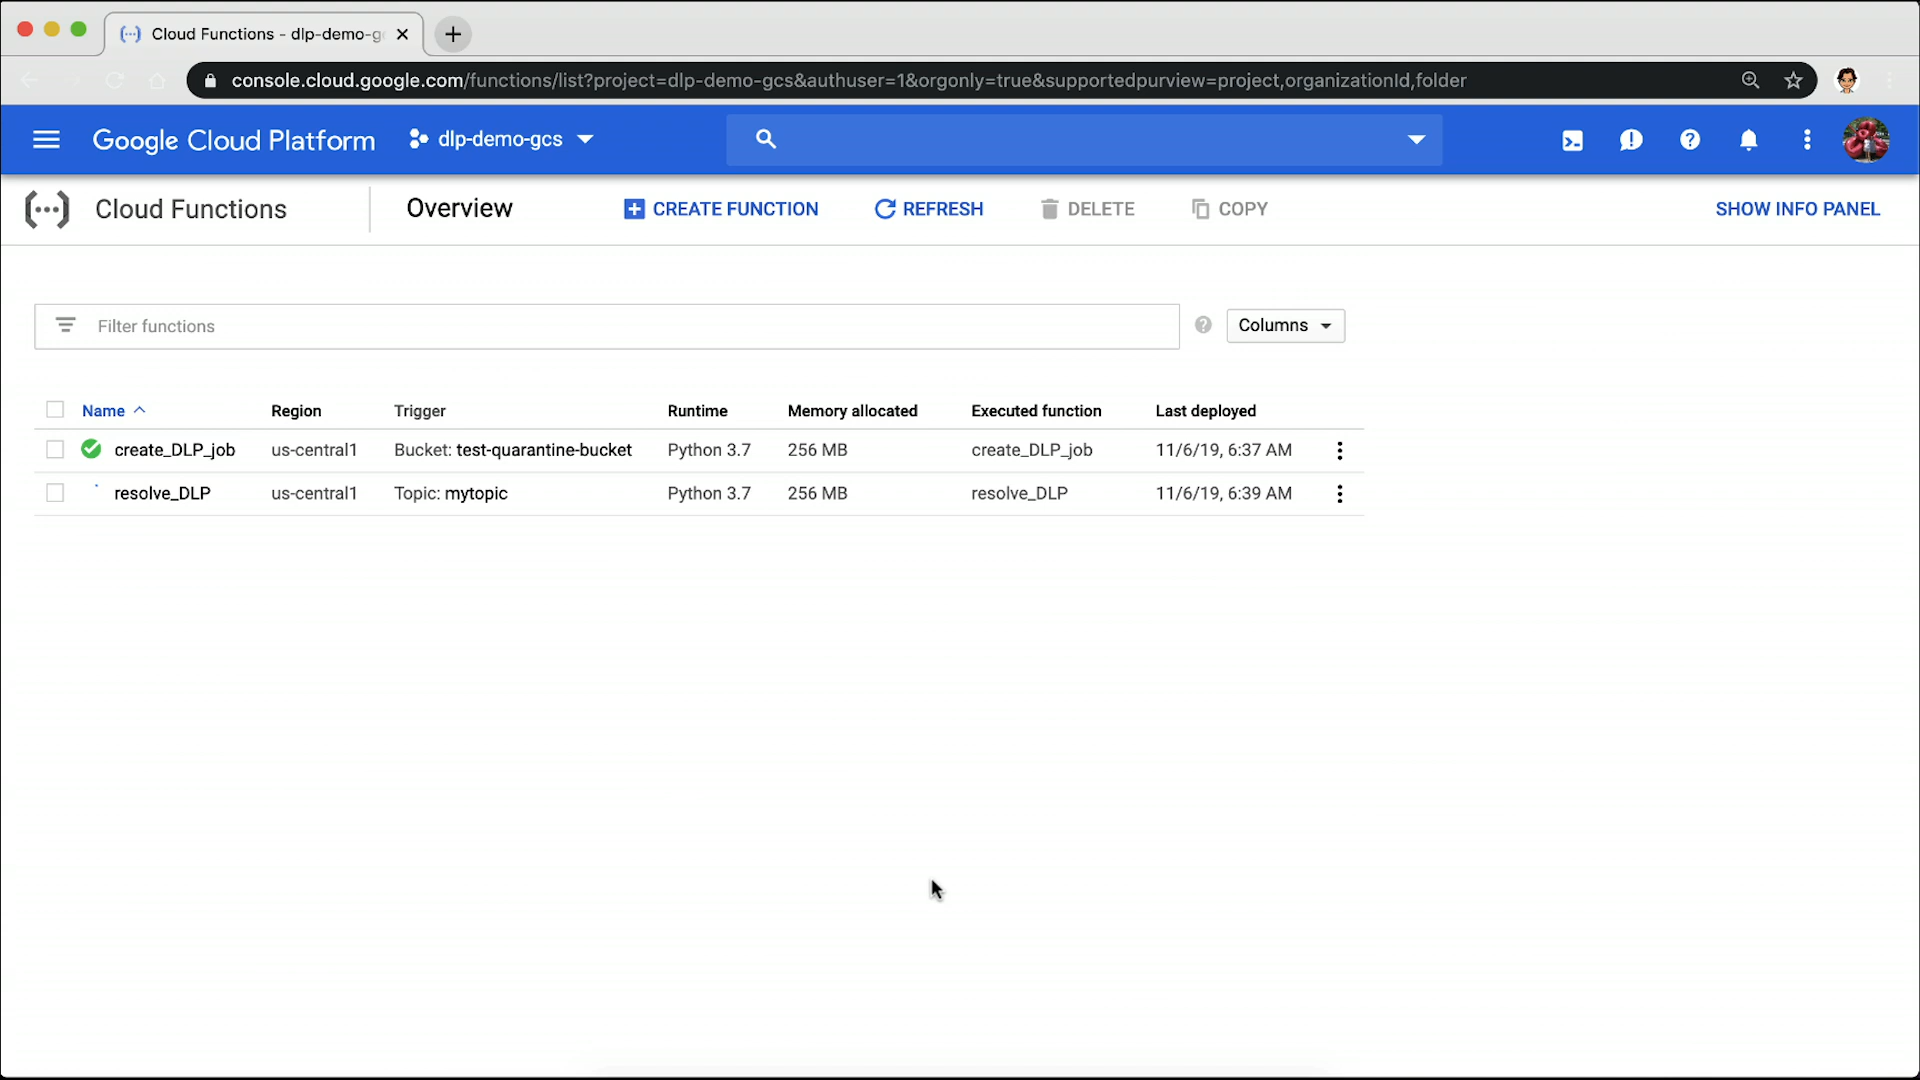 Cloud Functions - dlp-demo-g
console.cloud.google.com/functions/list?project=dlp-demo-gcs&authuser=1&orgonly=true&supportedpurview=project,organizationId,folder
Google Cloud Platform dlp-demo-gcs
Cloud Functions Overview CREATE FUNCTION REFRESH DELETE COPY SHOW INFO PANEL
Filter functions Columns
Name Region Trigger Runtime Memory allocated Executed function Last deployed
create_DLP_job us-central1 Bucket: test-quarantine-bucket Python 3.7 256 MB create_DLP_job 11/6/19, 6:37 AM
resolve_DLP us-central1 Topic: mytopic Python 3.7 256 MB resolve_DLP 11/6/19, 6:39 AM